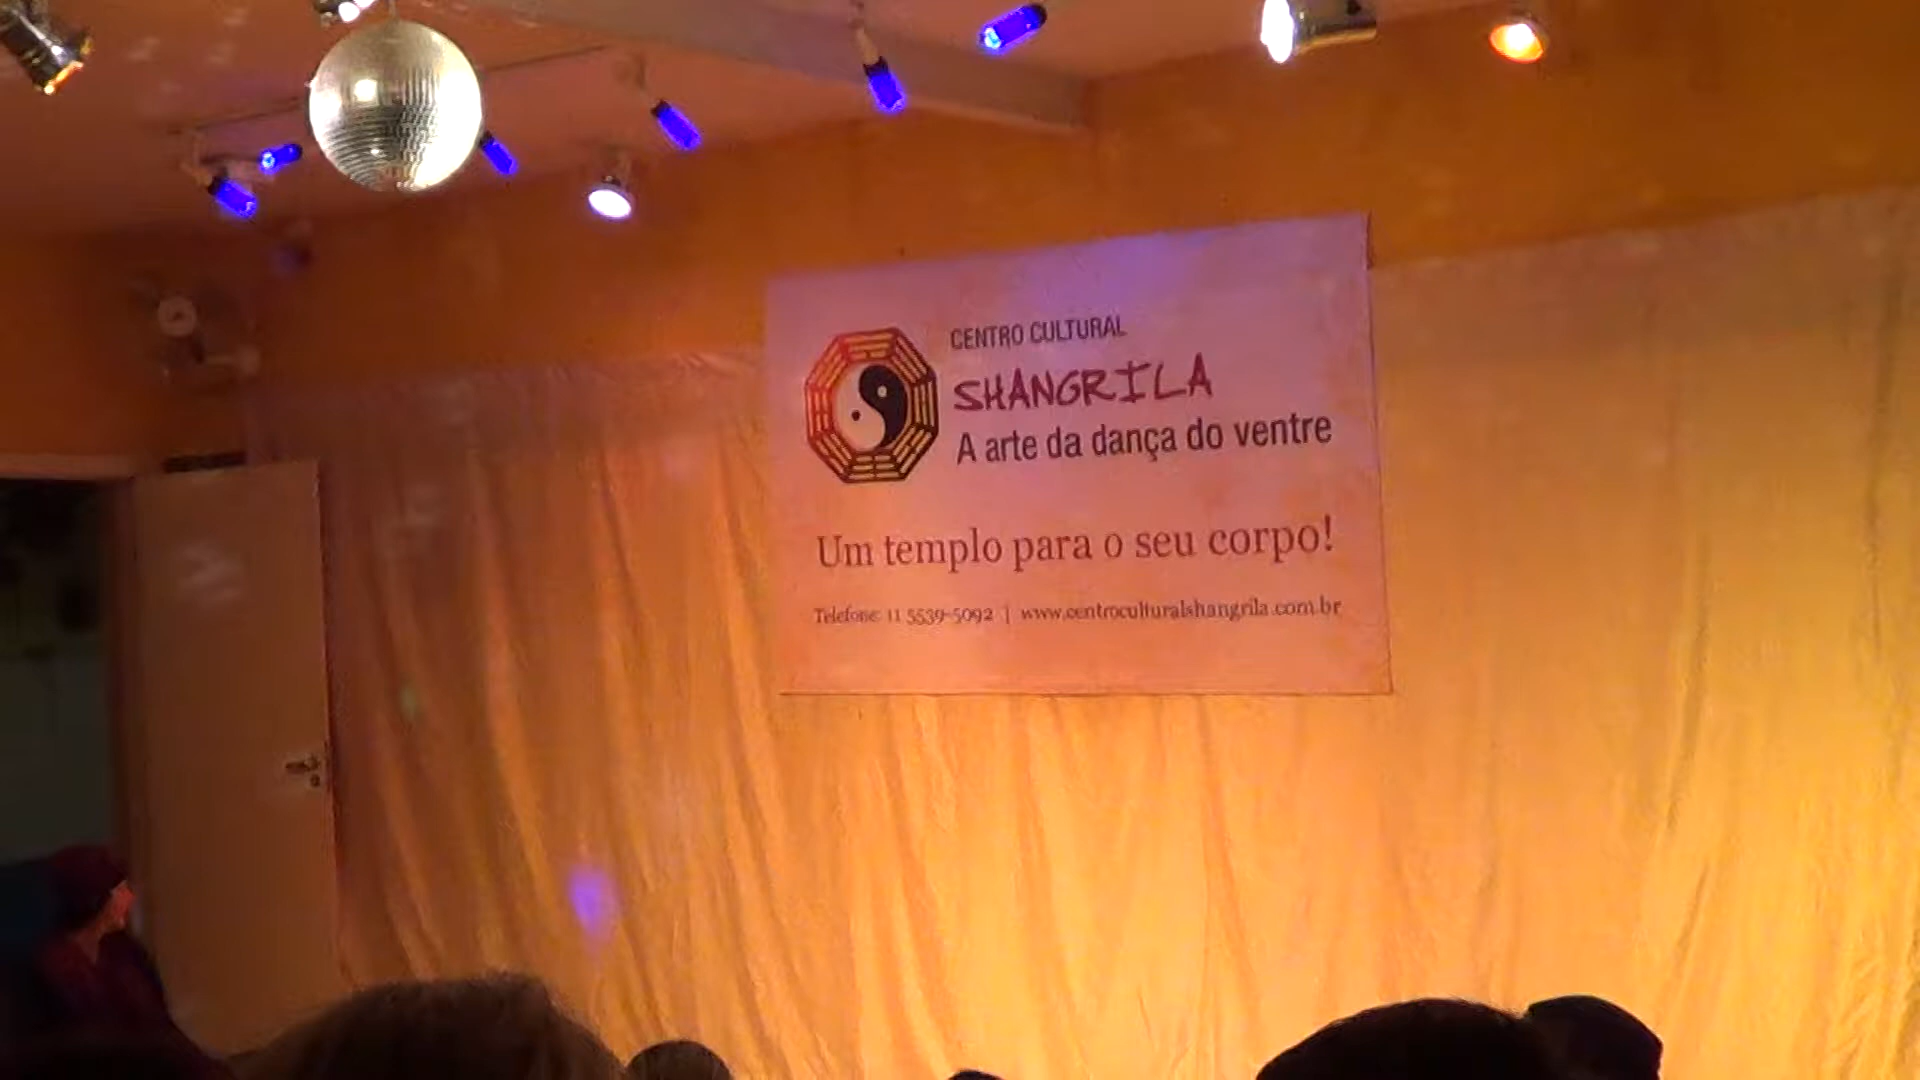 CENTRO CULTURAL
SHANGRILA
A arte da dança do ventre
Um templo para o seu corpo!
Telefone: 11 5539-5092 | www.centroculturalshangrila.com.br